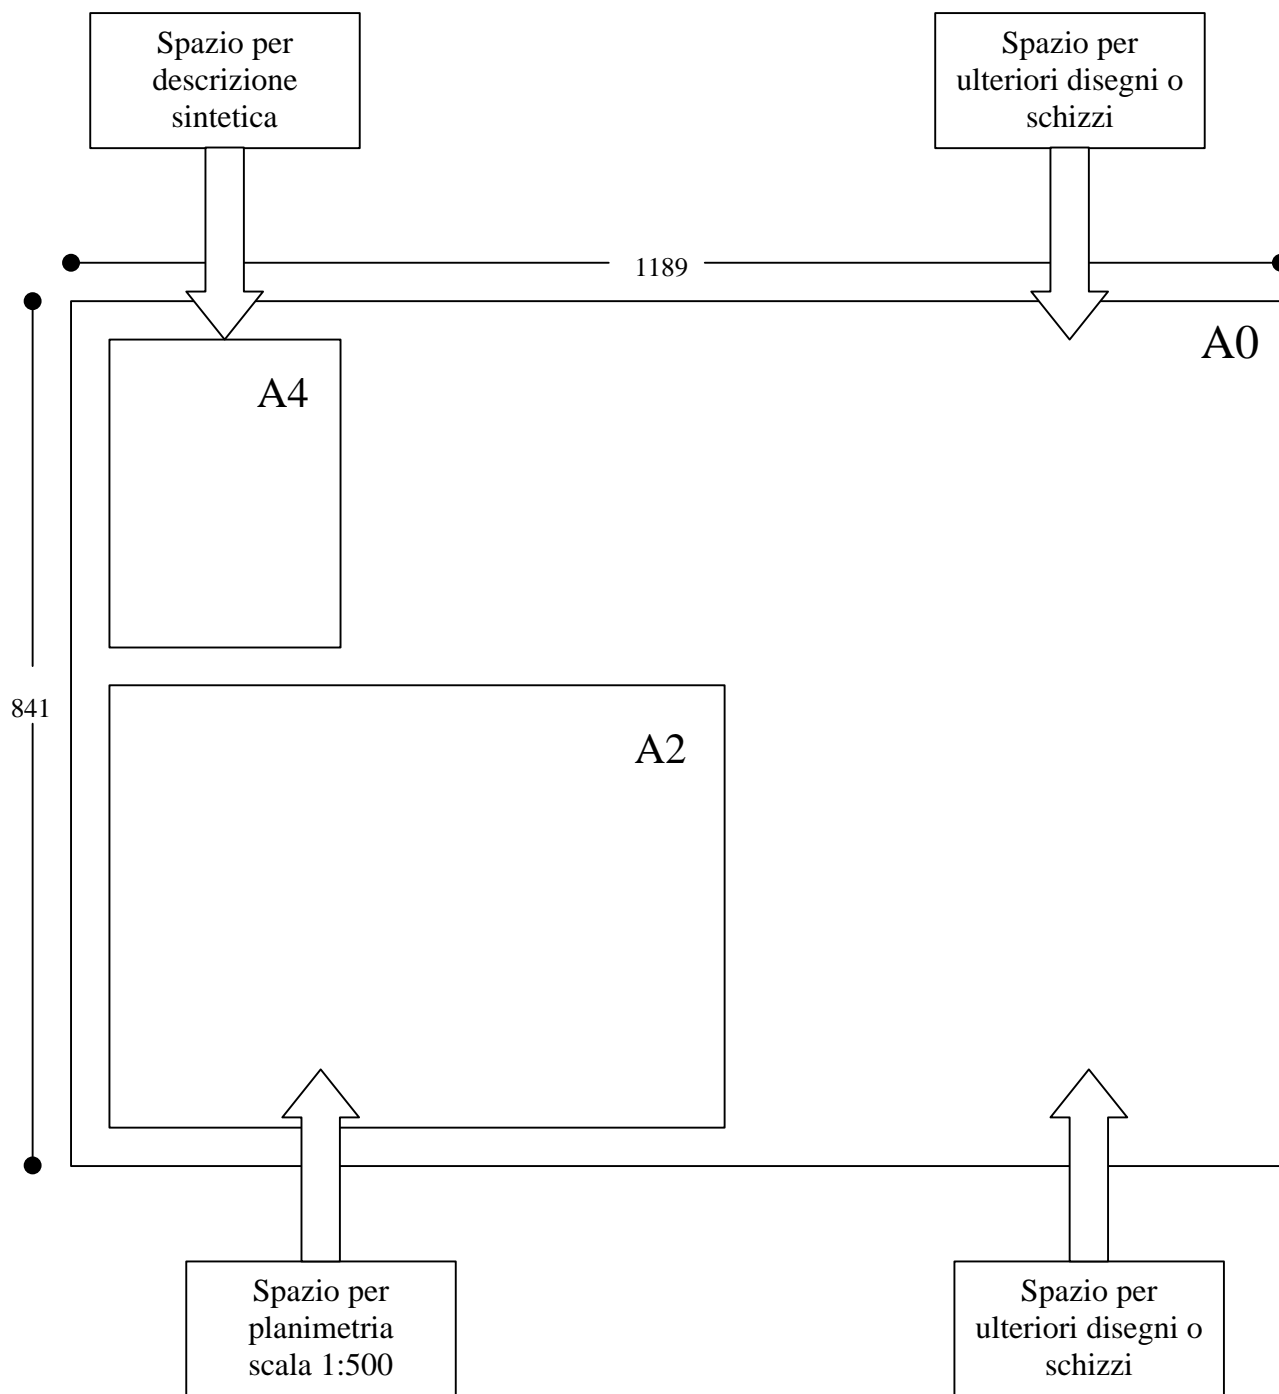 Spazio per
descrizione
sintetica
Spazio per
ulteriori disegni o
schizzi
1189
A0
A4
841
A2
Spazio per
planimetria
scala 1:500
Spazio per
ulteriori disegni o
schizzi